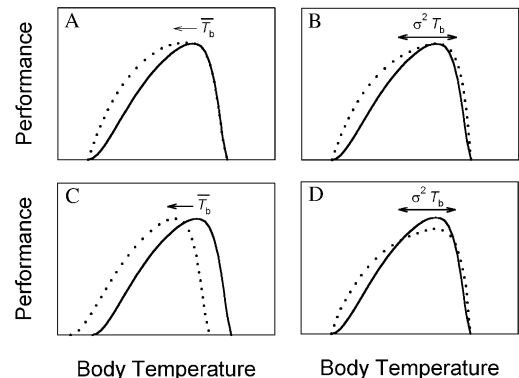 A
← T̅b
Performance
B
σ² Tb
C
← T̅b
Performance
Body Temperature
D
σ² Tb
Body Temperature